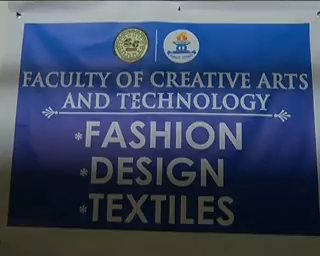 FACULTY OF CREATIVE ARTS
AND TECHNOLOGY
*FASHION
*DESIGN
*TEXTILES